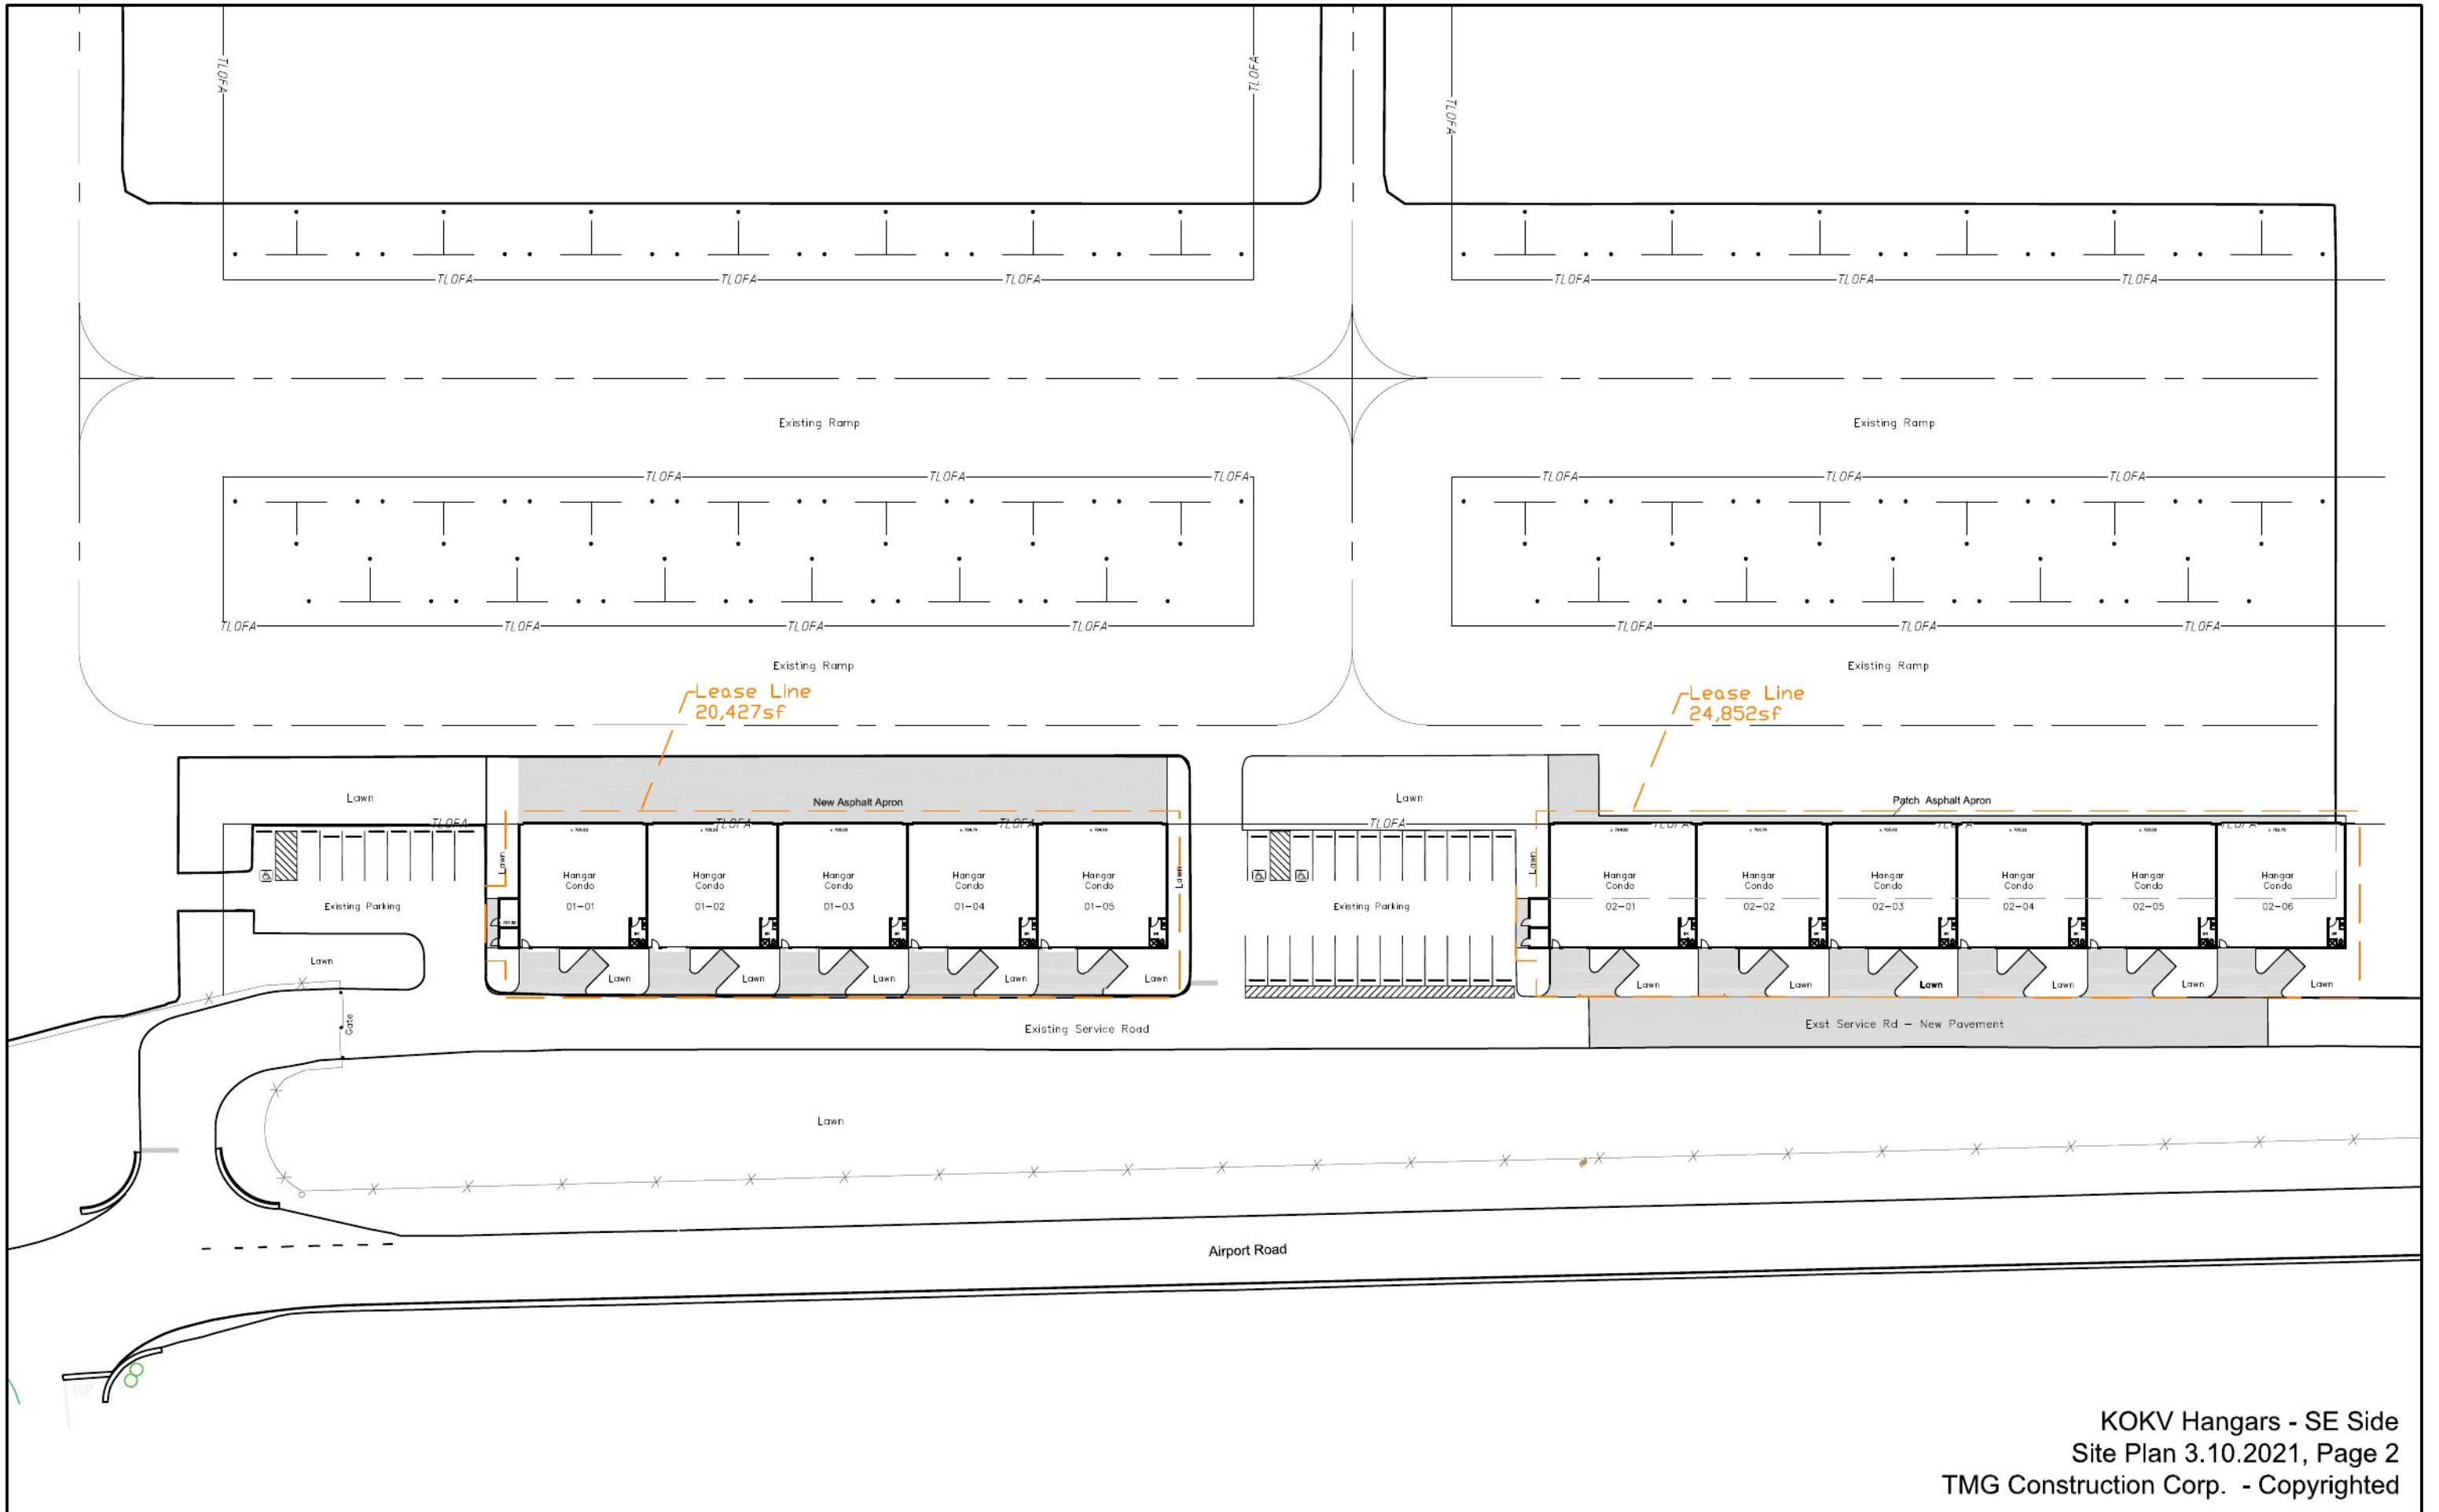 TLOFA
TLOFA
TLOFA
TLOFA
TLOFA
TLOFA
TLOFA
TLOFA
TLOFA
Existing Ramp
Existing Ramp
TLOFA
TLOFA
TLOFA
TLOFA
TLOFA
TLOFA
TLOFA
TLOFA
TLOFA
TLOFA
TLOFA
TLOFA
TLOFA
Existing Ramp
Existing Ramp
Lease Line
20,427sf
Lease Line
24,852sf
Lawn
New Asphalt Apron
Lawn
Patch Asphalt Apron
TLOFA
TLOFA
TLOFA
TLOFA
TLOFA
TLOFA
TLOFA
Lawn
Lawn
Lawn
Existing Parking
Hangar
Condo
01-01
Hangar
Condo
01-02
Hangar
Condo
01-03
Hangar
Condo
01-04
Hangar
Condo
01-05
Existing Parking
Hangar
Condo
02-01
Hangar
Condo
02-02
Hangar
Condo
02-03
Hangar
Condo
02-04
Hangar
Condo
02-05
Hangar
Condo
02-06
Lawn
Lawn
Lawn
Lawn
Lawn
Lawn
Lawn
Lawn
Lawn
Lawn
Lawn
Lawn
Gate
Existing Service Road
Exst Service Rd - New Pavement
Lawn
Airport Road
STOP
KOKV Hangars - SE Side
Site Plan 3.10.2021, Page 2
TMG Construction Corp. - Copyrighted